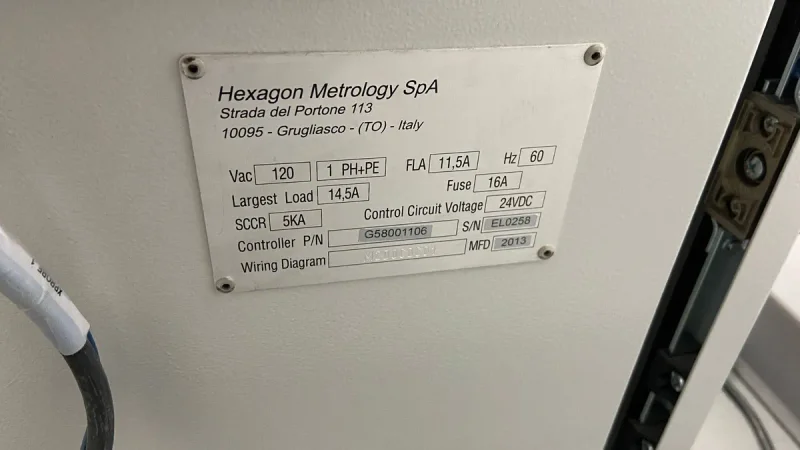 Hexagon Metrology SpA
Strada del Portone 113
10095 - Grugliasco - (TO) - Italy
Vac 120 1 PH+PE FLA 11,5A Hz 60
Largest Load 14,5A Fuse 16A
SCCR 5KA Control Circuit Voltage 24VDC
Controller P/N G58001106 S/N EL0258
Wiring Diagram MFD 2013